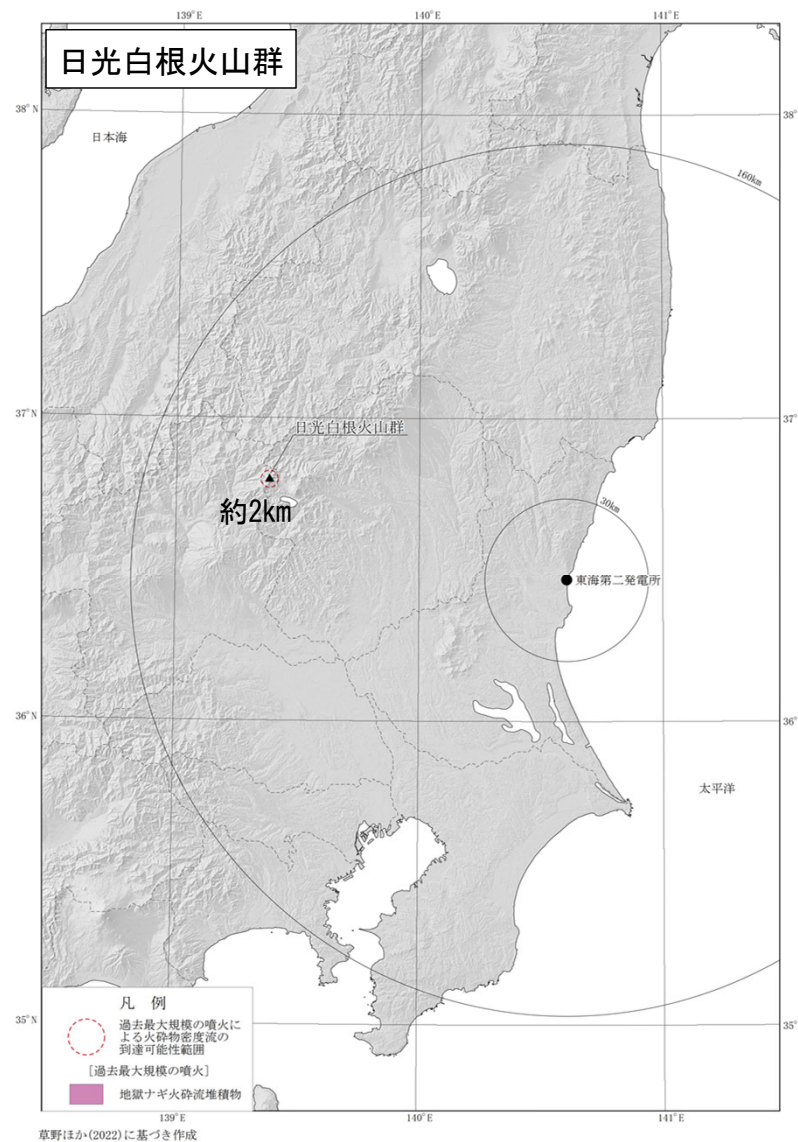 139°E 140°E 141°E
日光白根火山群
38°N
38°
日本海
160km
37°N
37°
日光白根火山群
約2km
30km
東海第二発電所
36°N
36°
太平洋
35°N
35°
凡 例
過去最大規模の噴火に
よる火砕物密度流の
到達可能性範囲
[過去最大規模の噴火]
地獄ナギ火砕流堆積物
139°E 140°E 141°E
草野ほか(2022)に基づき作成